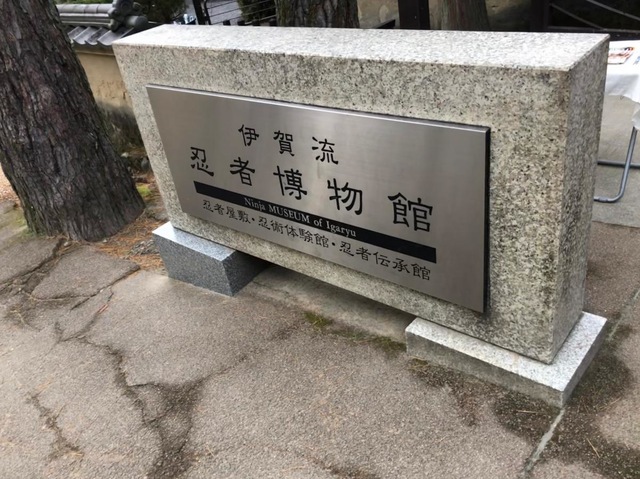 伊賀流
忍者博物館
Ninja MUSEUM of Igaryu
忍者屋敷・忍術体験館・忍者伝承館